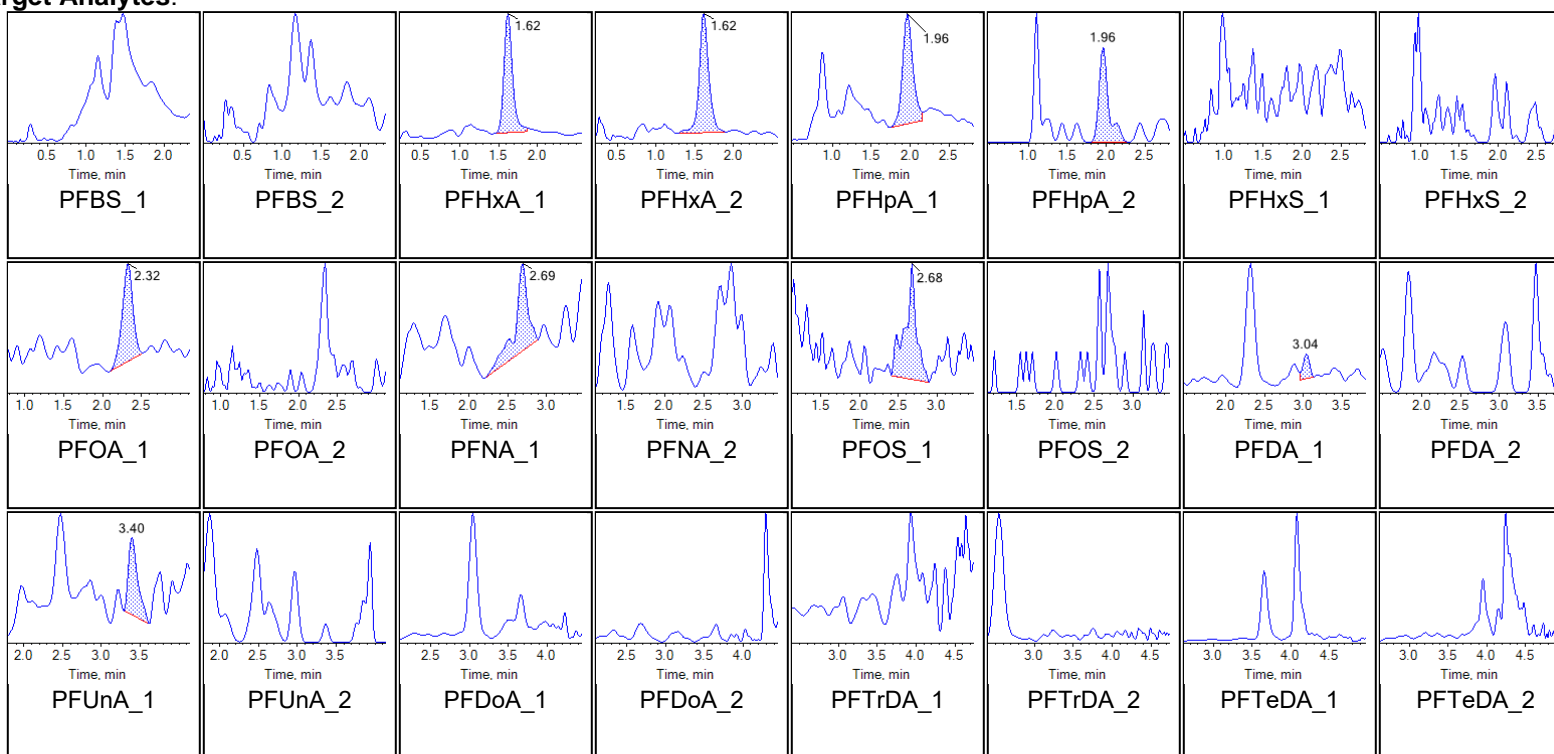 rget Analytes:
0.5 1.0 1.5 2.0
Time, min
PFBS_1
0.5 1.0 1.5 2.0
Time, min
PFBS_2
1.62
0.5 1.0 1.5 2.0
Time, min
PFHxA_1
1.62
0.5 1.0 1.5 2.0
Time, min
PFHxA_2
1.96
1.0 1.5 2.0 2.5
Time, min
PFHpA_1
1.96
1.0 1.5 2.0 2.5
Time, min
PFHpA_2
1.0 1.5 2.0 2.5
Time, min
PFHxS_1
1.0 1.5 2.0 2.5
Time, min
PFHxS_2
2.32
1.0 1.5 2.0 2.5
Time, min
PFOA_1
1.0 1.5 2.0 2.5
Time, min
PFOA_2
2.69
1.5 2.0 2.5 3.0
Time, min
PFNA_1
1.5 2.0 2.5 3.0
Time, min
PFNA_2
2.68
1.5 2.0 2.5 3.0
Time, min
PFOS_1
1.5 2.0 2.5 3.0
Time, min
PFOS_2
3.04
2.0 2.5 3.0 3.5
Time, min
PFDA_1
2.0 2.5 3.0 3.5
Time, min
PFDA_2
3.40
2.0 2.5 3.0 3.5
Time, min
PFUnA_1
2.0 2.5 3.0 3.5
Time, min
PFUnA_2
2.5 3.0 3.5 4.0
Time, min
PFDoA_1
2.5 3.0 3.5 4.0
Time, min
PFDoA_2
3.0 3.5 4.0 4.5
Time, min
PFTrDA_1
3.0 3.5 4.0 4.5
Time, min
PFTrDA_2
3.0 3.5 4.0 4.5
Time, min
PFTeDA_1
3.0 3.5 4.0 4.5
Time, min
PFTeDA_2